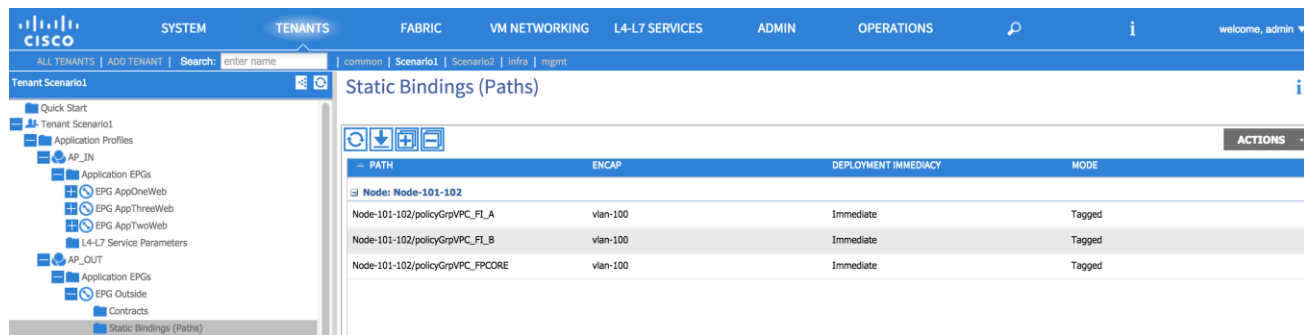 CISCO
SYSTEM TENANTS FABRIC VM NETWORKING L4-L7 SERVICES ADMIN OPERATIONS i welcome, admin
ALL TENANTS | ADD TENANT | Search: enter name | common | Scenario1 | Scenario2 | infra | mgmt
Tenant Scenario1
Quick Start
Tenant Scenario1
Application Profiles
AP_IN
Application EPGs
EPG AppOneWeb
EPG AppThreeWeb
EPG AppTwoWeb
L4-L7 Service Parameters
AP_OUT
Application EPGs
EPG Outside
Contracts
Static Bindings (Paths)
Static Bindings (Paths) i
ACTIONS
PATH ENCAP DEPLOYMENT IMMEDIACY MODE
Node: Node-101-102
Node-101-102/policyGrpVPC_FI_A vlan-100 Immediate Tagged
Node-101-102/policyGrpVPC_FI_B vlan-100 Immediate Tagged
Node-101-102/policyGrpVPC_FPCORE vlan-100 Immediate Tagged